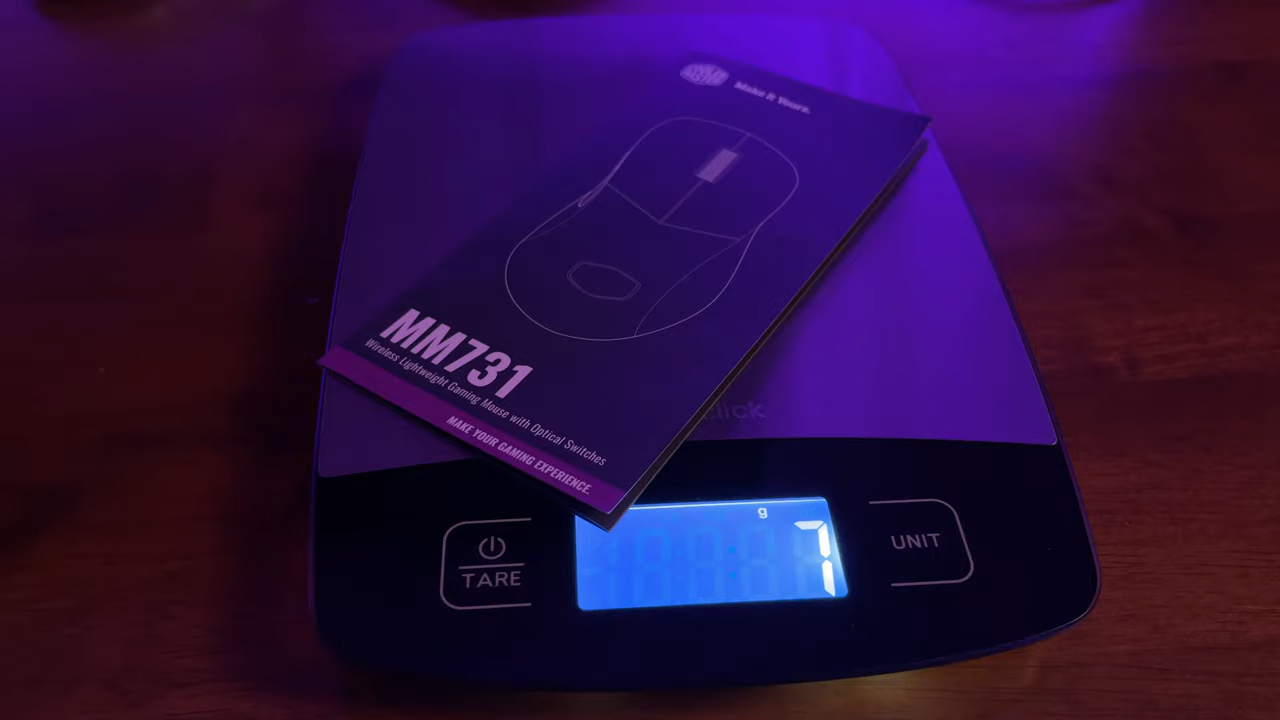 Make It Yours.
MM731
Wireless Lightweight Gaming Mouse with Optical Switches
MAKE YOUR GAMING EXPERIENCE.
g
7
TARE
UNIT